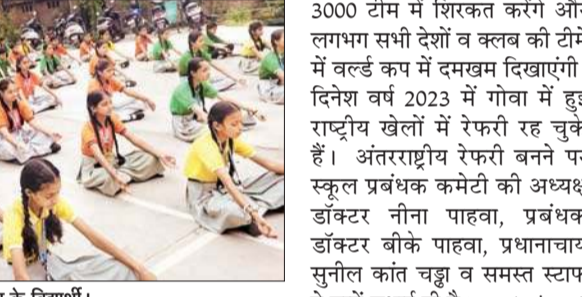 3000 टीम में शिरकत करेंगे और
लगभग सभी देशों व क्लब की टीमें
में वर्ल्ड कप में दमखम दिखाएंगी।
दिनेश वर्ष 2023 में गोवा में हुए
राष्ट्रीय खेलों में रेफरी रह चुके
हैं। अंतरराष्ट्रीय रेफरी बनने पर
स्कूल प्रबंधक कमेटी की अध्यक्ष
डॉक्टर नीना पाहवा, प्रबंधक
डॉक्टर बीके पाहवा, प्रधानाचार्य
सुनील कांत चड्ढा व समस्त स्टाफ
के विद्यार्थी।